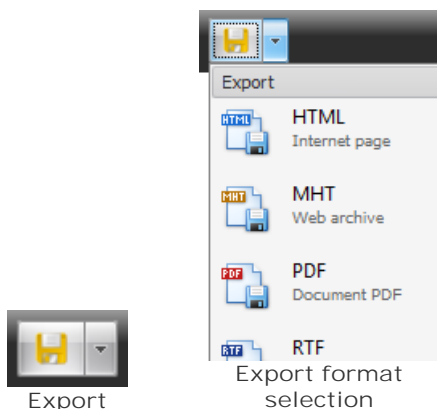 Export
HTML
HTML
Internet page
MHT
MHT
Web archive
PDF
PDF
Document PDF
RTF
RTF
Export format
selection
Export